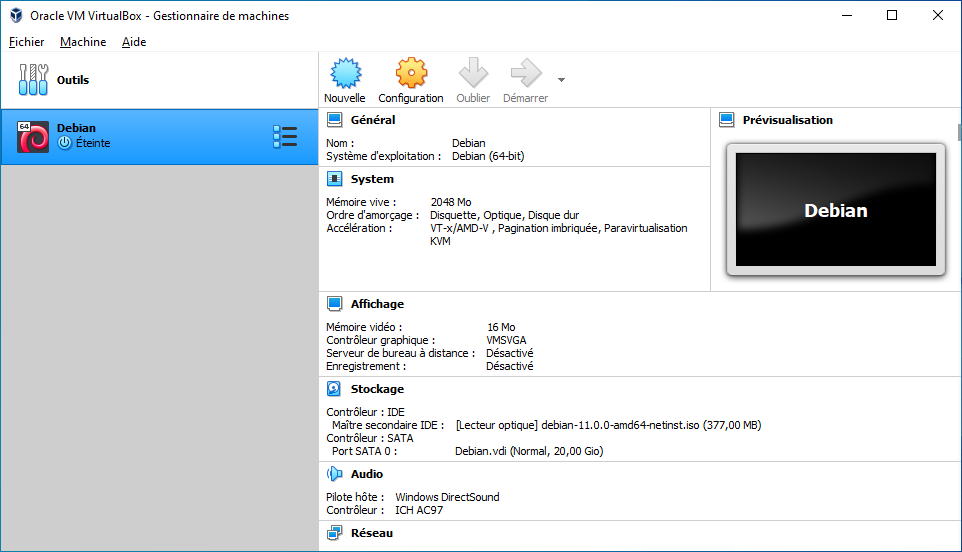 Oracle VM VirtualBox - Gestionnaire de machines
Fichier Machine Aide
Outils
Nouvelle Configuration Oublier Démarrer
64
Debian
Éteinte
Général
Nom : Debian
Système d'exploitation : Debian (64-bit)
Prévisualisation
Debian
System
Mémoire vive : 2048 Mo
Ordre d'amorçage : Disquette, Optique, Disque dur
Accélération : VT-x/AMD-V , Pagination imbriquée, Paravirtualisation
KVM
Affichage
Mémoire vidéo : 16 Mo
Contrôleur graphique : VMSVGA
Serveur de bureau à distance : Désactivé
Enregistrement : Désactivé
Stockage
Contrôleur : IDE
Maître secondaire IDE : [Lecteur optique] debian-11.0.0-amd64-netinst.iso (377,00 MB)
Contrôleur : SATA
Port SATA 0 : Debian.vdi (Normal, 20,00 Gio)
Audio
Pilote hôte : Windows DirectSound
Contrôleur : ICH AC97
Réseau